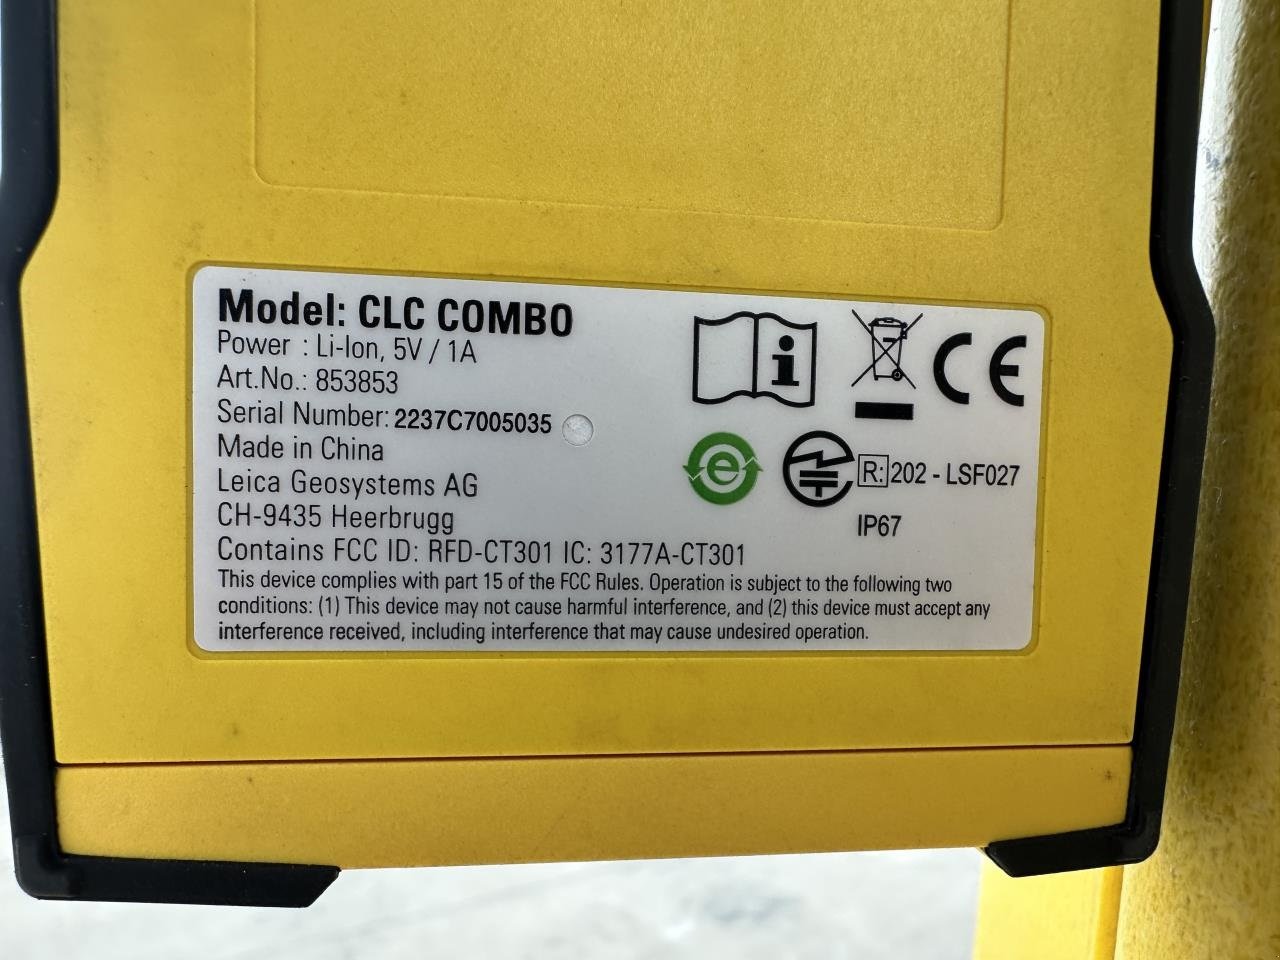 Model: CLC COMBO
Power : Li-Ion, 5V / 1A
Art.No.: 853853
Serial Number: 2237C7005035
Made in China
Leica Geosystems AG
CH-9435 Heerbrugg
Contains FCC ID: RFD-CT301 IC: 3177A-CT301
This device complies with part 15 of the FCC Rules. Operation is subject to the following two
conditions: (1) This device may not cause harmful interference, and (2) this device must accept any
interference received, including interference that may cause undesired operation.
i
CE
e
R: 202 - LSF027
IP67